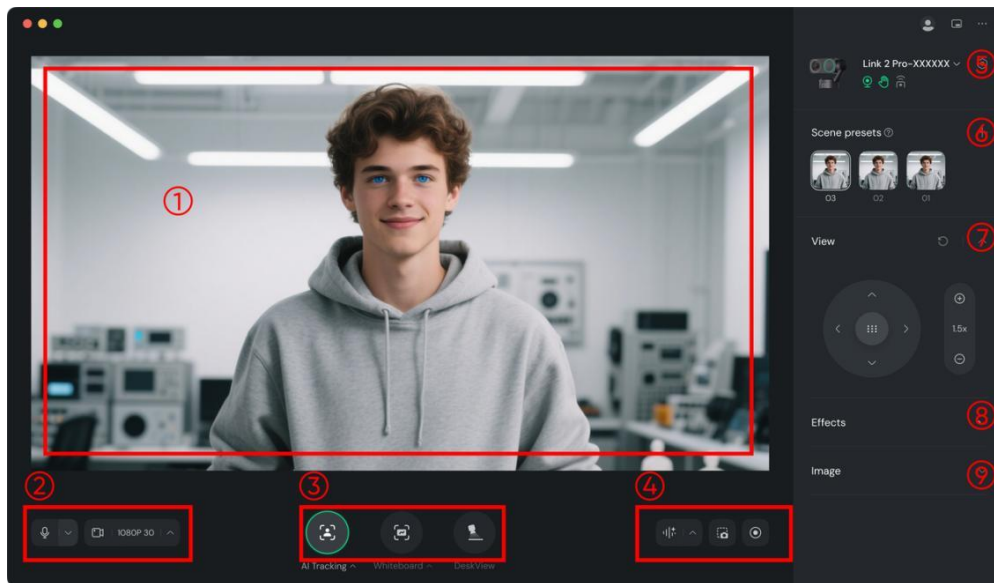 Link 2 Pro-XXXXXX
⑤
Scene presets
⑥
03 02 01
①
View
⑦
1.5x
Effects
⑧
Image
⑨
②
③
④
1080P 30
AI Tracking
Whiteboard
DeskView